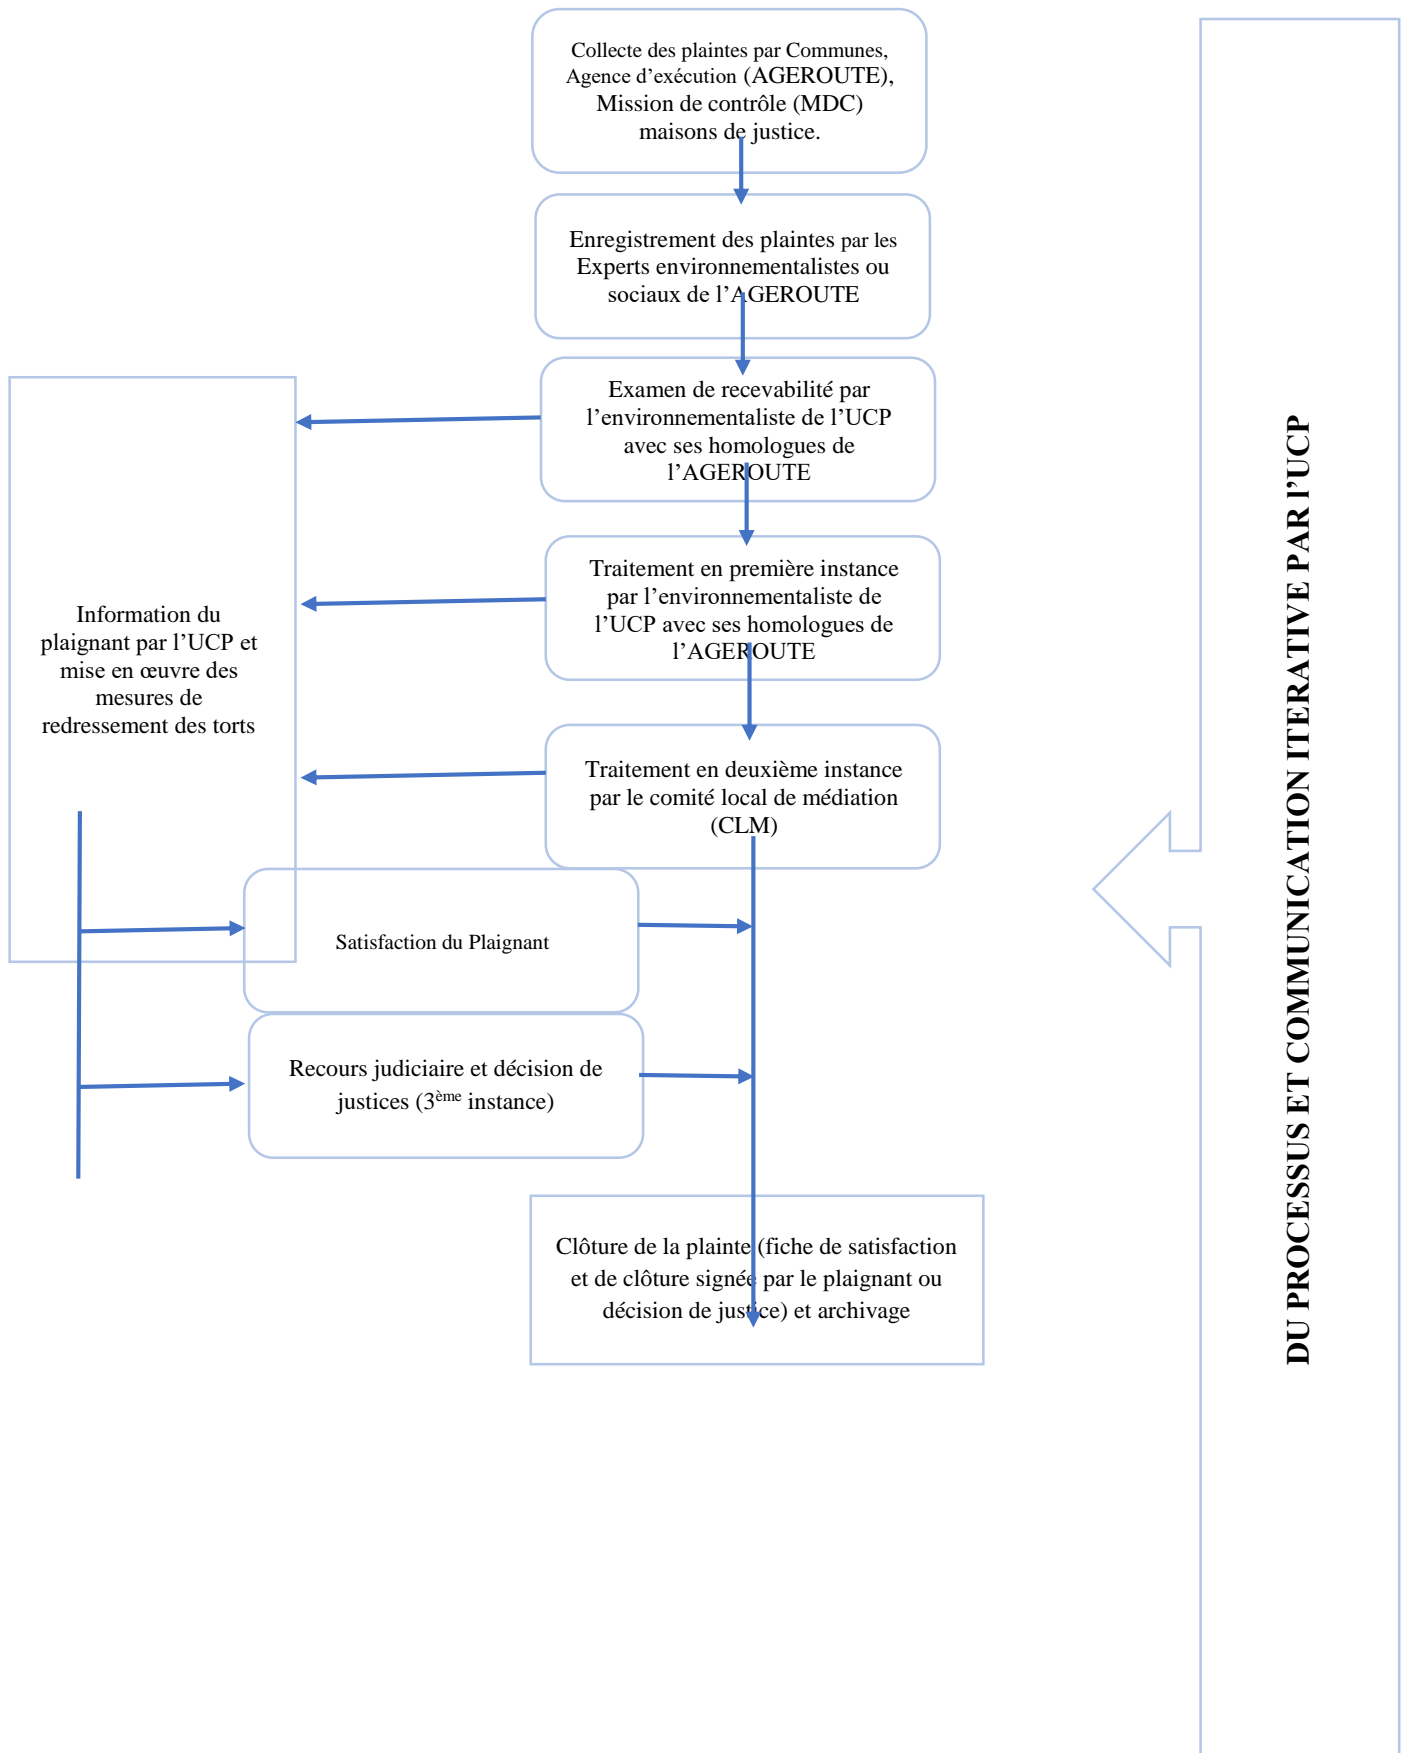 Collecte des plaintes par Communes,
Agence d’exécution (AGEROUTE),
Mission de contrôle (MDC)
maisons de justice.
Enregistrement des plaintes par les
Experts environnementalistes ou
sociaux de l’AGEROUTE
Examen de recevabilité par
l’environnementaliste de l’UCP
avec ses homologues de
l’AGEROUTE
Traitement en première instance
par l’environnementaliste de
l’UCP avec ses homologues de
l’AGEROUTE
Information du
plaignant par l’UCP et
mise en œuvre des
mesures de
redressement des torts
Traitement en deuxième instance
par le comité local de médiation
(CLM)
Satisfaction du Plaignant
Recours judiciaire et décision de
justices (3ème instance)
Clôture de la plainte (fiche de satisfaction
et de clôture signée par le plaignant ou
décision de justice) et archivage
DU PROCESSUS ET COMMUNICATION ITERATIVE PAR l’UCP